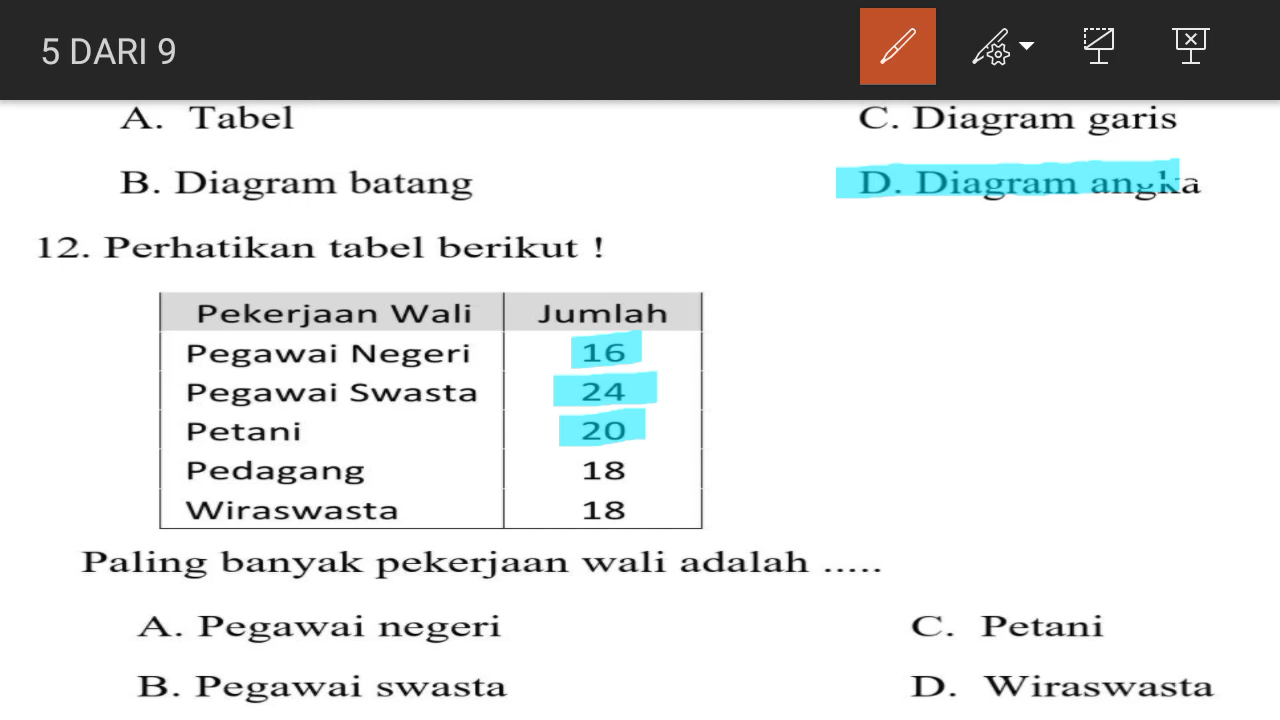 5 DARI 9
A. Tabel C. Diagram garis
B. Diagram batang D. Diagram angka
12. Perhatikan tabel berikut !
Pekerjaan Wali Jumlah
Pegawai Negeri 16
Pegawai Swasta 24
Petani 20
Pedagang 18
Wiraswasta 18
Paling banyak pekerjaan wali adalah .....
A. Pegawai negeri C. Petani
B. Pegawai swasta D. Wiraswasta